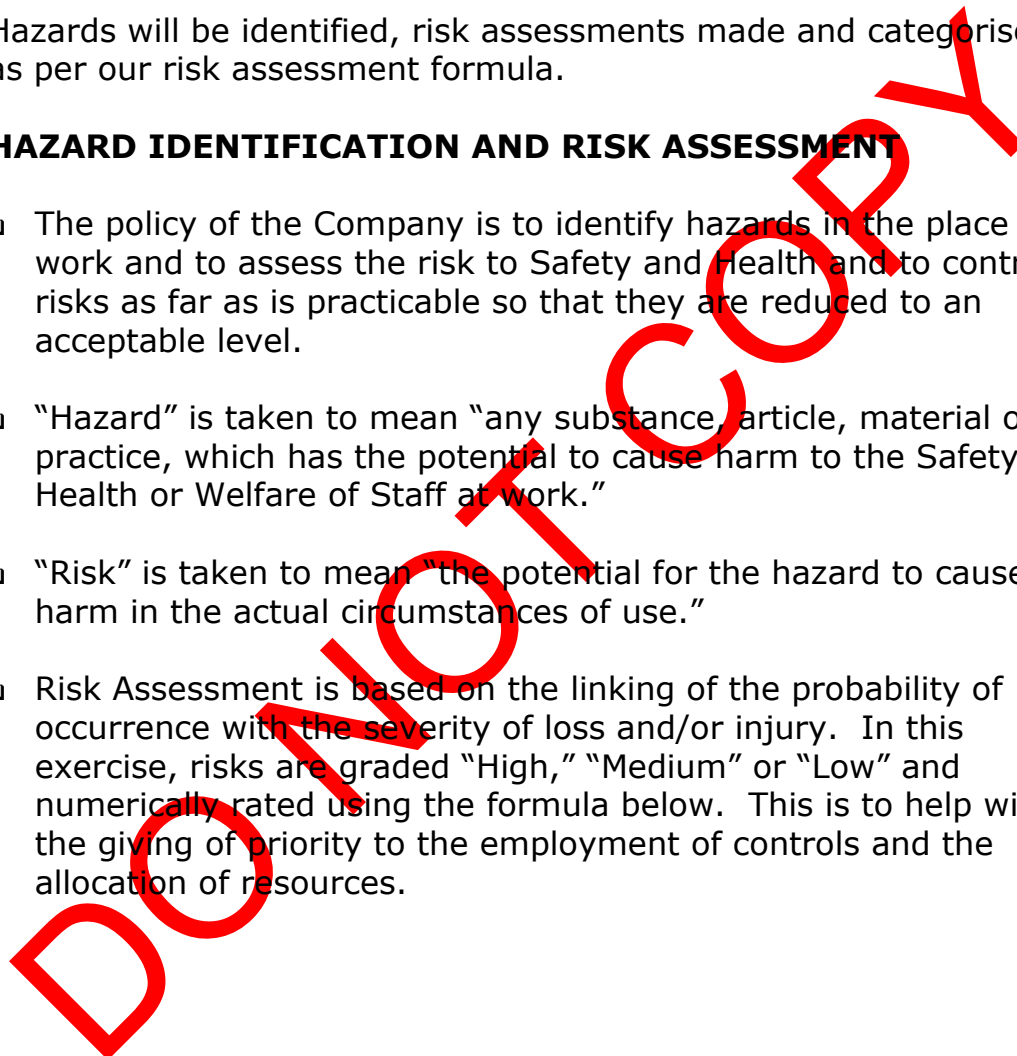 Hazards will be identified, risk assessments made and categorise
as per our risk assessment formula.
HAZARD IDENTIFICATION AND RISK ASSESSMENT
The policy of the Company is to identify hazards in the place
work and to assess the risk to Safety and Health and to contr
risks as far as is practicable so that they are reduced to an
acceptable level.
“Hazard” is taken to mean “any substance, article, material o
practice, which has the potential to cause harm to the Safety
Health or Welfare of Staff at work.”
“Risk” is taken to mean “the potential for the hazard to cause
harm in the actual circumstances of use.”
Risk Assessment is based on the linking of the probability of
occurrence with the severity of loss and/or injury. In this
exercise, risks are graded “High,” “Medium” or “Low” and
numerically rated using the formula below. This is to help wi
the giving of priority to the employment of controls and the
allocation of resources.
DO NOT COPY